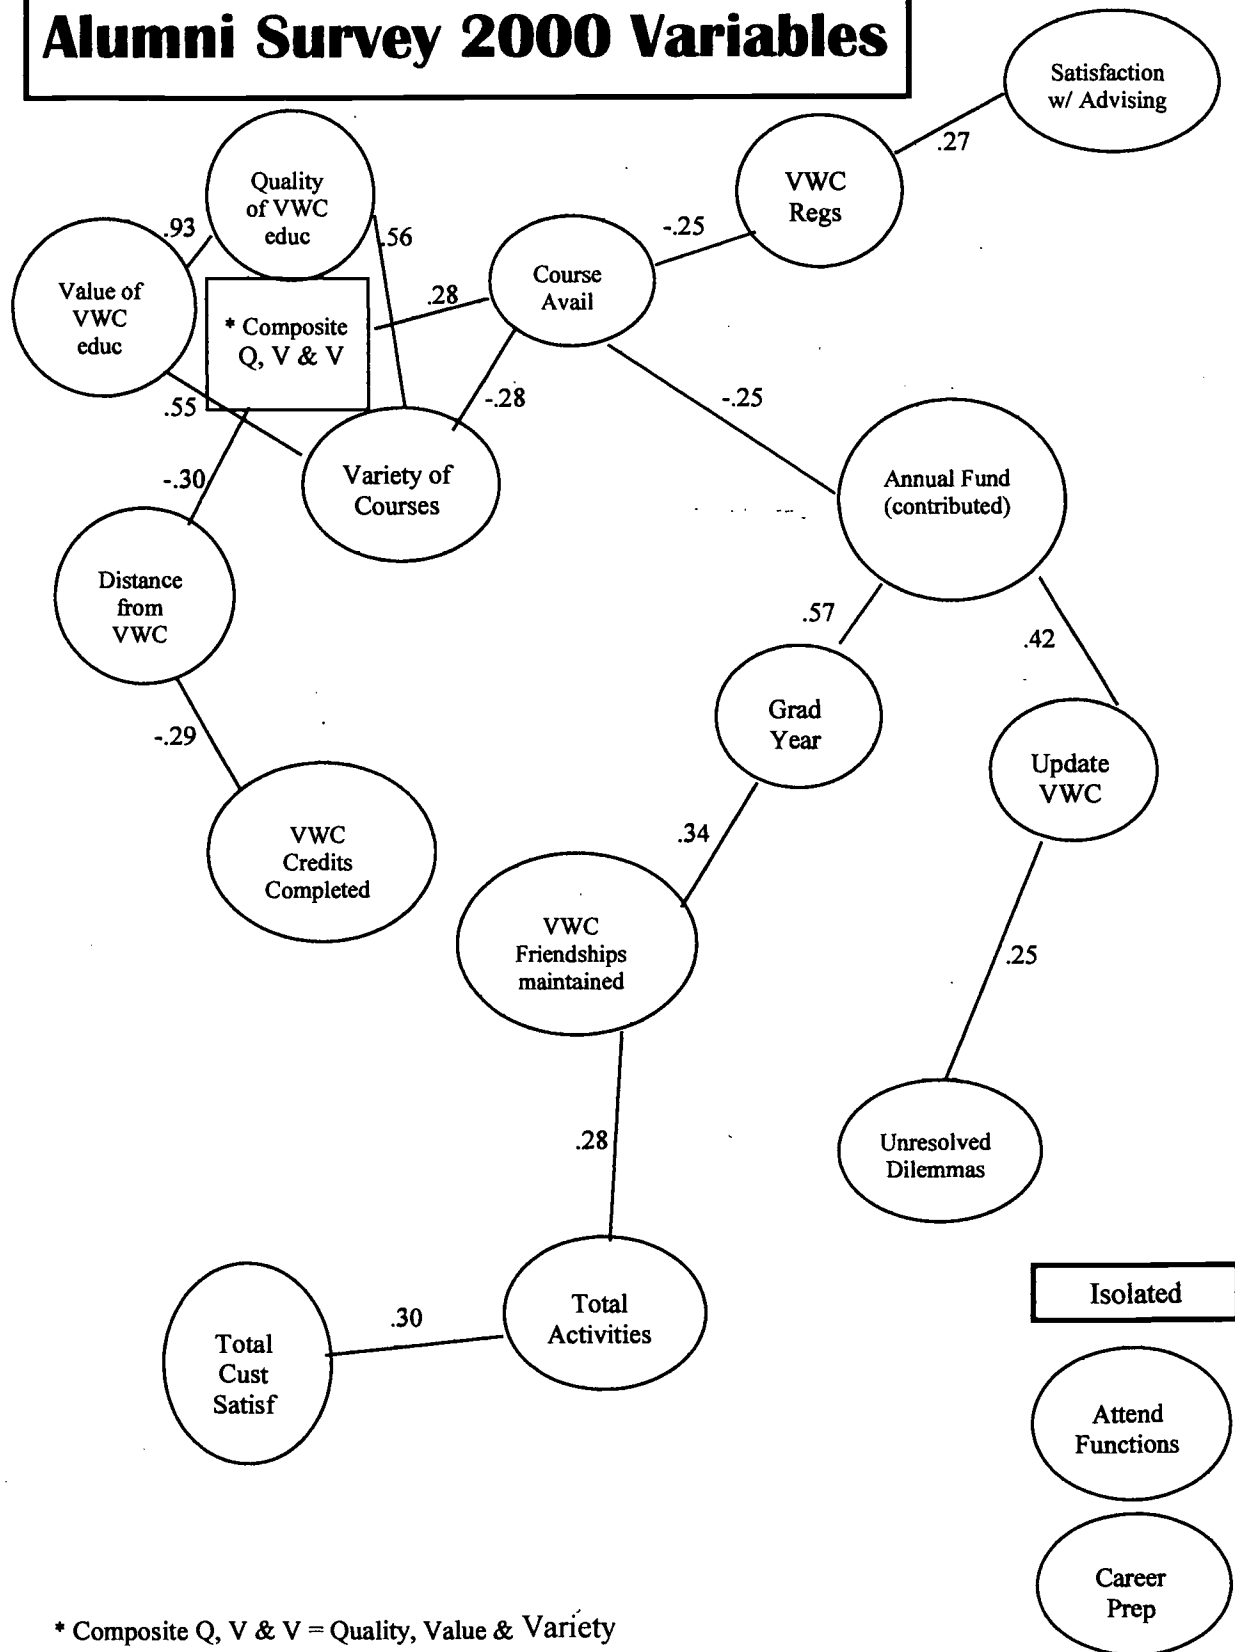 Alumni Survey 2000 Variables
Satisfaction
w/ Advising
.27
VWC
Regs
-.25
Quality
of VWC
educ
.93
.56
Value of
VWC
educ
* Composite
Q, V & V
.28
Course
Avail
.55
-.28
-.25
-.30
Variety of
Courses
Annual Fund
(contributed)
Distance
from
VWC
.57
.42
-.29
Grad
Year
Update
VWC
VWC
Credits
Completed
.34
VWC
Friendships
maintained
.25
.28
Unresolved
Dilemmas
Total
Activities
.30
Total
Cust
Satisf
Isolated
Attend
Functions
Career
Prep
* Composite Q, V & V = Quality, Value & Variety